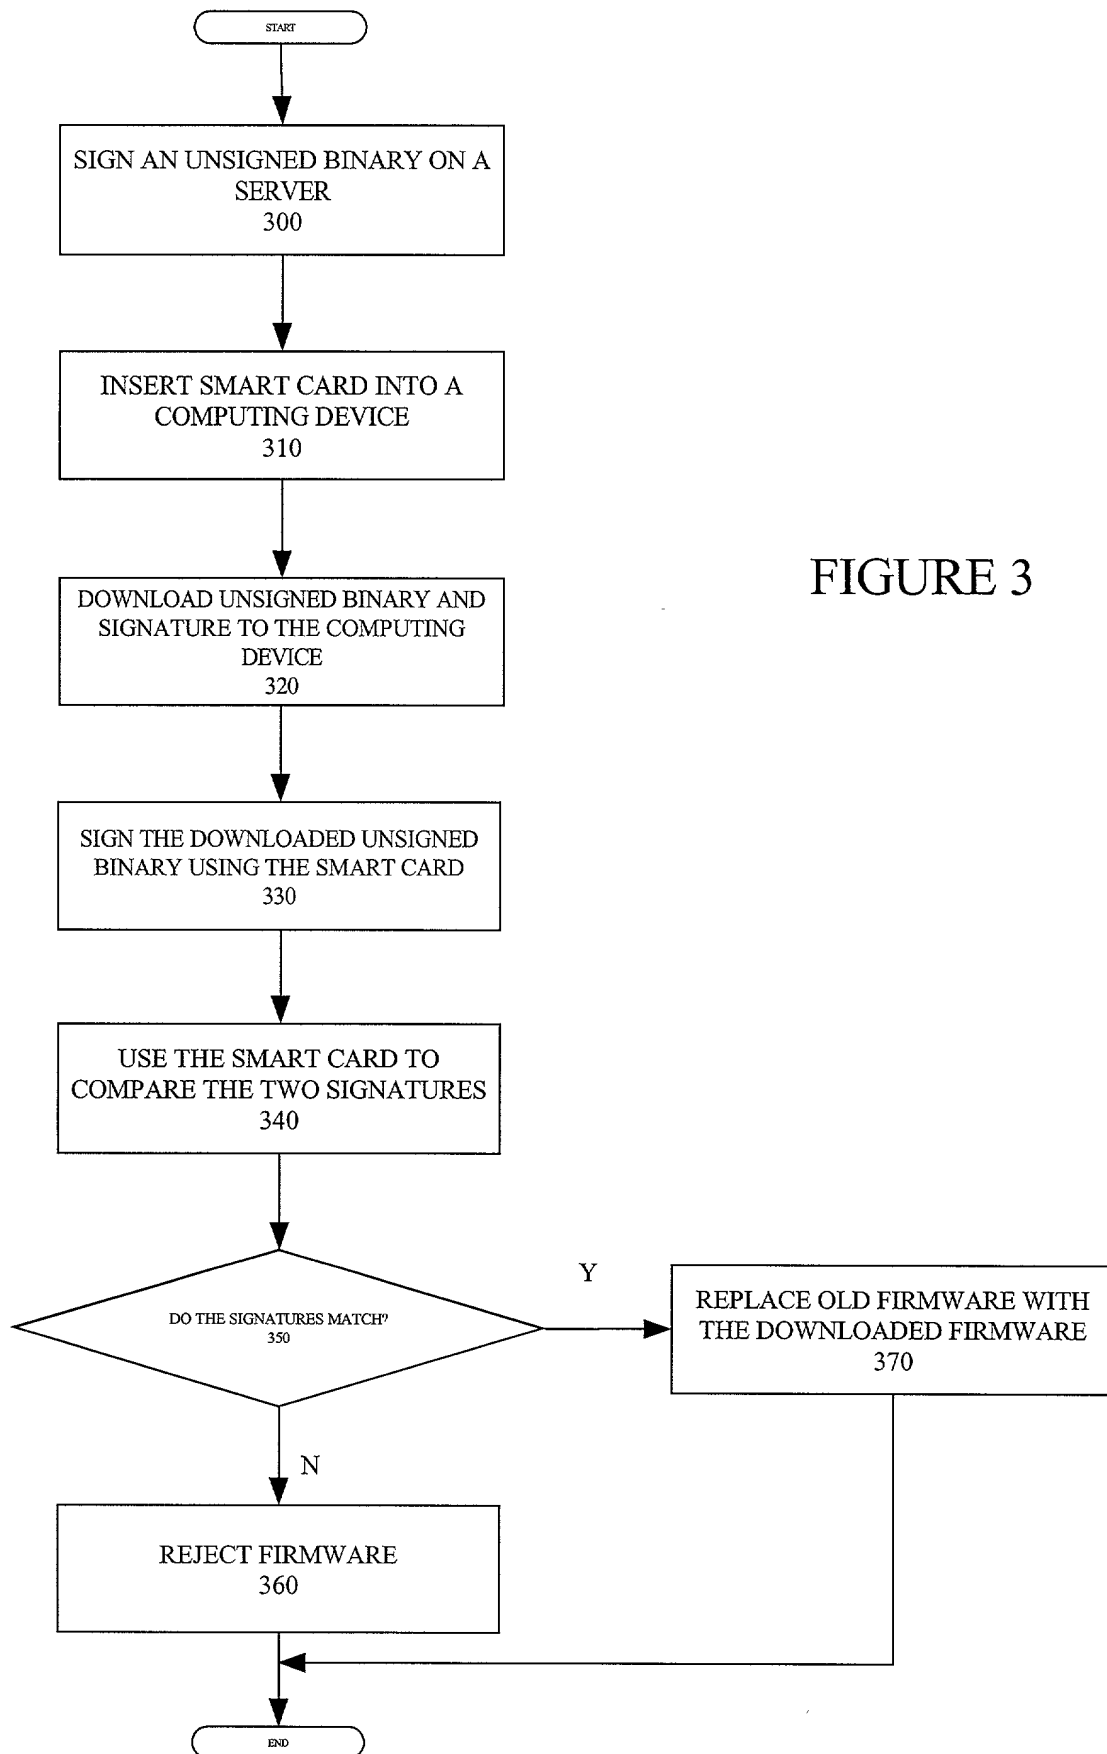 START
SIGN AN UNSIGNED BINARY ON A
SERVER
300
INSERT SMART CARD INTO A
COMPUTING DEVICE
310
FIGURE 3
DOWNLOAD UNSIGNED BINARY AND
SIGNATURE TO THE COMPUTING
DEVICE
320
SIGN THE DOWNLOADED UNSIGNED
BINARY USING THE SMART CARD
330
USE THE SMART CARD TO
COMPARE THE TWO SIGNATURES
340
DO THE SIGNATURES MATCH?
350
Y
REPLACE OLD FIRMWARE WITH
THE DOWNLOADED FIRMWARE
370
N
REJECT FIRMWARE
360
END